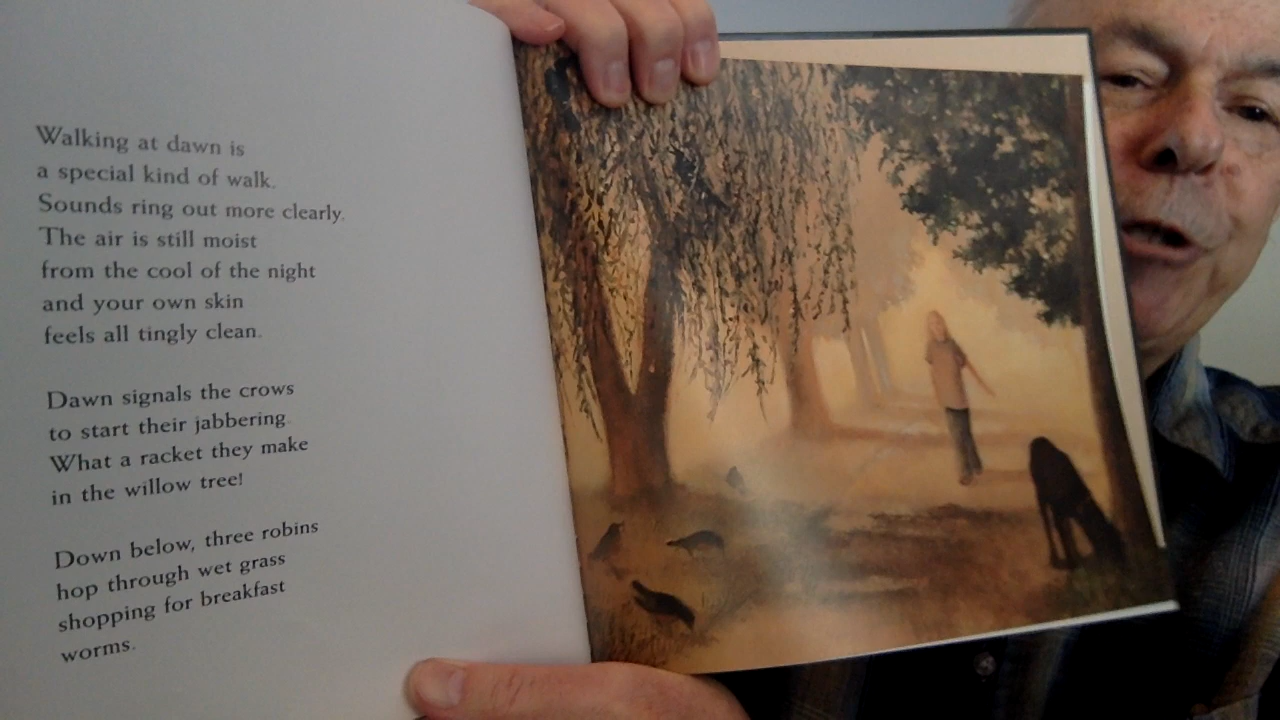 Walking at dawn is
a special kind of walk.
Sounds ring out more clearly.
The air is still moist
from the cool of the night
and your own skin
feels all tingly clean.
Dawn signals the crows
to start their jabbering.
What a racket they make
in the willow tree!
Down below, three robins
hop through wet grass
shopping for breakfast
worms.